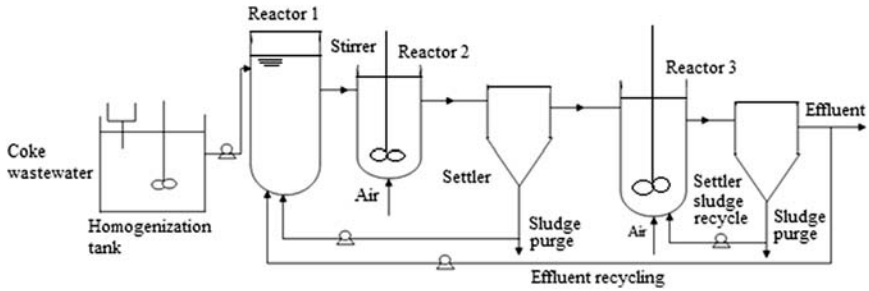 Reactor 1
Stirrer
Reactor 2
Reactor 3
Effluent
Coke
wastewater
Settler
Settler
sludge
recycle
Air
Homogenization
tank
Sludge
purge
Air
Sludge
purge
Effluent recycling